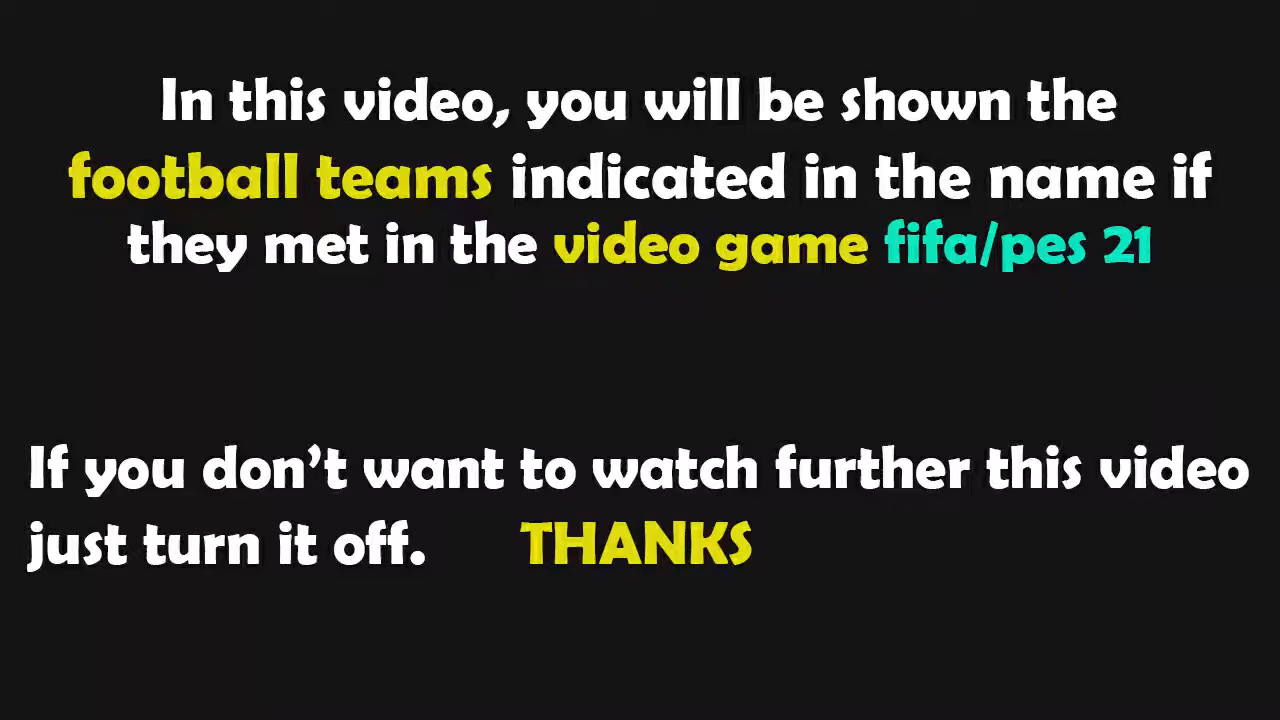 In this video, you will be shown the
football teams indicated in the name if
they met in the video game fifa/pes 21
If you don't want to watch further this video
just turn it off. THANKS